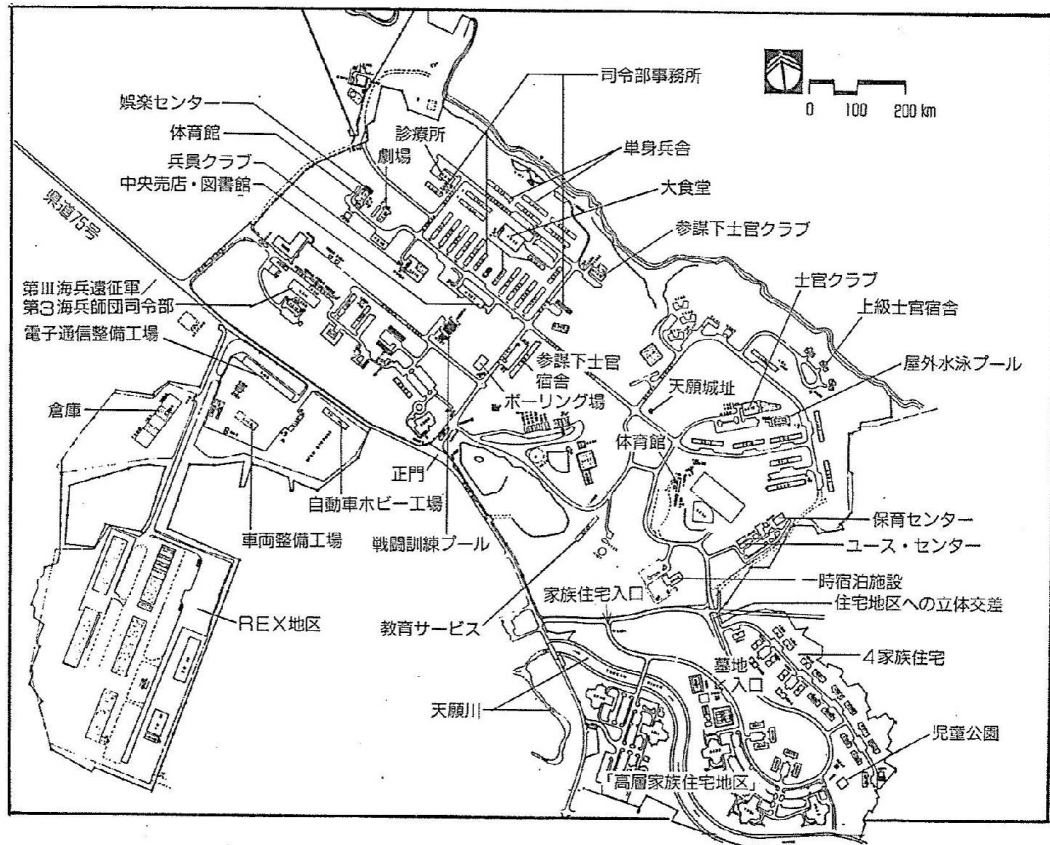 司令部事務所
0 100 200 km
娯楽センター
体育館
診療所
兵員クラブ
劇場
単身兵舎
中央売店・図書館
大食堂
県道75号
参謀下士官クラブ
士官クラブ
第III海兵遠征軍
第3海兵師団司令部
上級士官宿舎
電子通信整備工場
屋外水泳プール
参謀下士官
宿舎
天願城址
倉庫
ボーリング場
体育館
正門
自動車ホビー工場
保育センター
車両整備工場
戦闘訓練プール
ユース・センター
時宿泊施設
家族住宅入口
住宅地区への立体交差
REX地区
教育サービス
4家族住宅
墓地
入口
天願川
児童公園
「高層家族住宅地区」